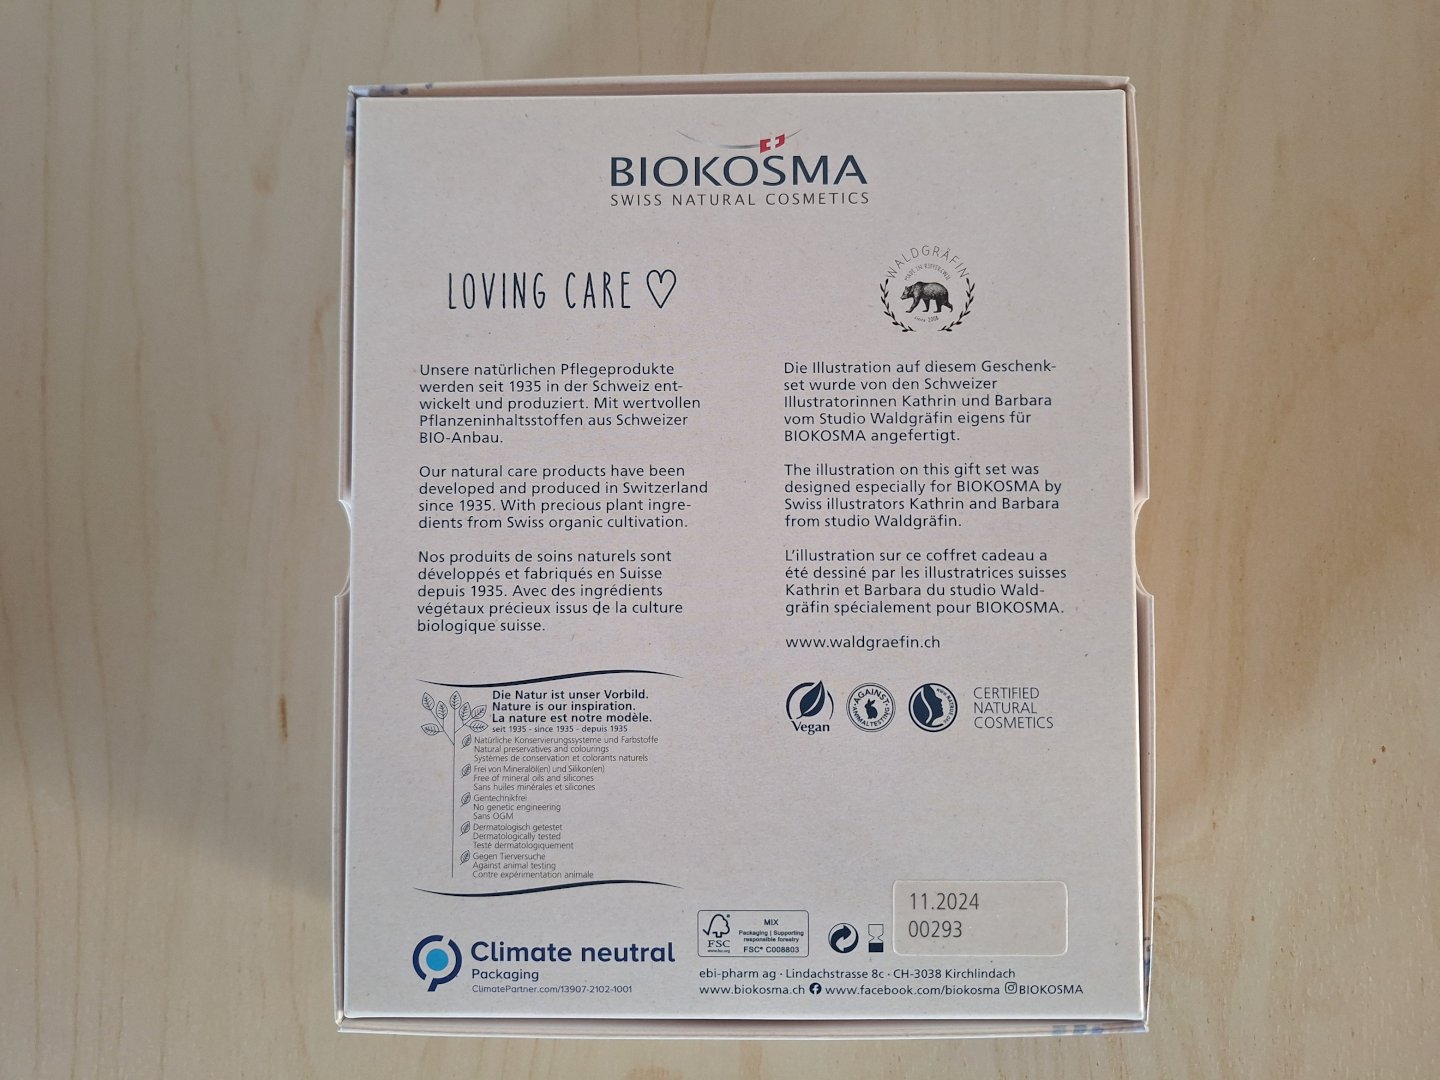 BIOKOSMA
SWISS NATURAL COSMETICS
LOVING CARE
WALDGRÄFIN
MADE IN RIFFERSWIL
since 2008
Unsere natürlichen Pflegeprodukte
werden seit 1935 in der Schweiz ent-
wickelt und produziert. Mit wertvollen
Pflanzeninhaltsstoffen aus Schweizer
BIO-Anbau.
Our natural care products have been
developed and produced in Switzerland
since 1935. With precious plant ingre-
dients from Swiss organic cultivation.
Nos produits de soins naturels sont
développés et fabriqués en Suisse
depuis 1935. Avec des ingrédients
végétaux précieux issus de la culture
biologique suisse.
Die Illustration auf diesem Geschenk-
set wurde von den Schweizer
Illustratorinnen Kathrin und Barbara
vom Studio Waldgräfin eigens für
BIOKOSMA angefertigt.
The illustration on this gift set was
designed especially for BIOKOSMA by
Swiss illustrators Kathrin and Barbara
from studio Waldgräfin.
L'illustration sur ce coffret cadeau a
été dessiné par les illustratrices suisses
Kathrin et Barbara du studio Wald-
gräfin spécialement pour BIOKOSMA.
www.waldgraefin.ch
Die Natur ist unser Vorbild.
Nature is our inspiration.
La nature est notre modèle.
seit 1935 - since 1935 - depuis 1935
Natürliche Konservierungssysteme und Farbstoffe
Natural preservatives and colourings
Systèmes de conservation et colorants naturels
Frei von Mineralöl(en) und Silikon(en)
Free of mineral oils and silicones
Sans huiles minérales et silicones
Gentechnikfrei
No genetic engineering
Sans OGM
Dermatologisch getestet
Dermatologically tested
Testé dermatologiquement
Gegen Tierversuche
Against animal testing
Contre expérimentation animale
Vegan
AGAINST
ANIMAL TESTING
WWW.NATRUE.ORG
CERTIFIED
NATURAL
COSMETICS
11.2024
00293
Climate neutral
Packaging
ClimatePartner.com/13907-2102-1001
FSC
www.fsc.org
MIX
Packaging | Supporting
responsible forestry
FSC® C008803
ebi-pharm ag · Lindachstrasse 8c · CH-3038 Kirchlindach
www.biokosma.ch www.facebook.com/biokosma BIOKOSMA